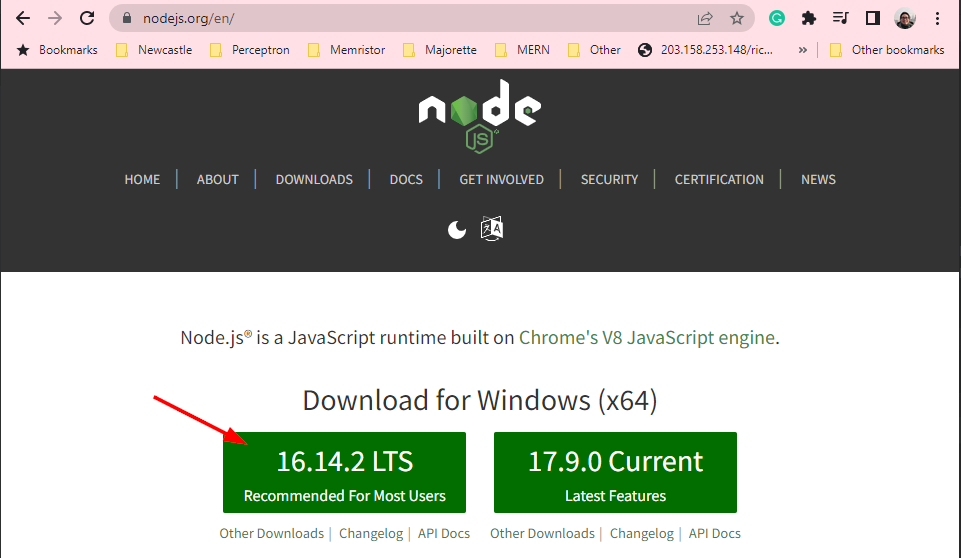 nodejs.org/en/
Bookmarks Newcastle Perceptron Memristor Majorette MERN Other 203.158.253.148/ric... » Other bookmarks
node
JS
HOME | ABOUT | DOWNLOADS | DOCS | GET INVOLVED | SECURITY | CERTIFICATION | NEWS
Node.js® is a JavaScript runtime built on Chrome's V8 JavaScript engine.
Download for Windows (x64)
16.14.2 LTS 17.9.0 Current
Recommended For Most Users Latest Features
Other Downloads | Changelog | API Docs Other Downloads | Changelog | API Docs